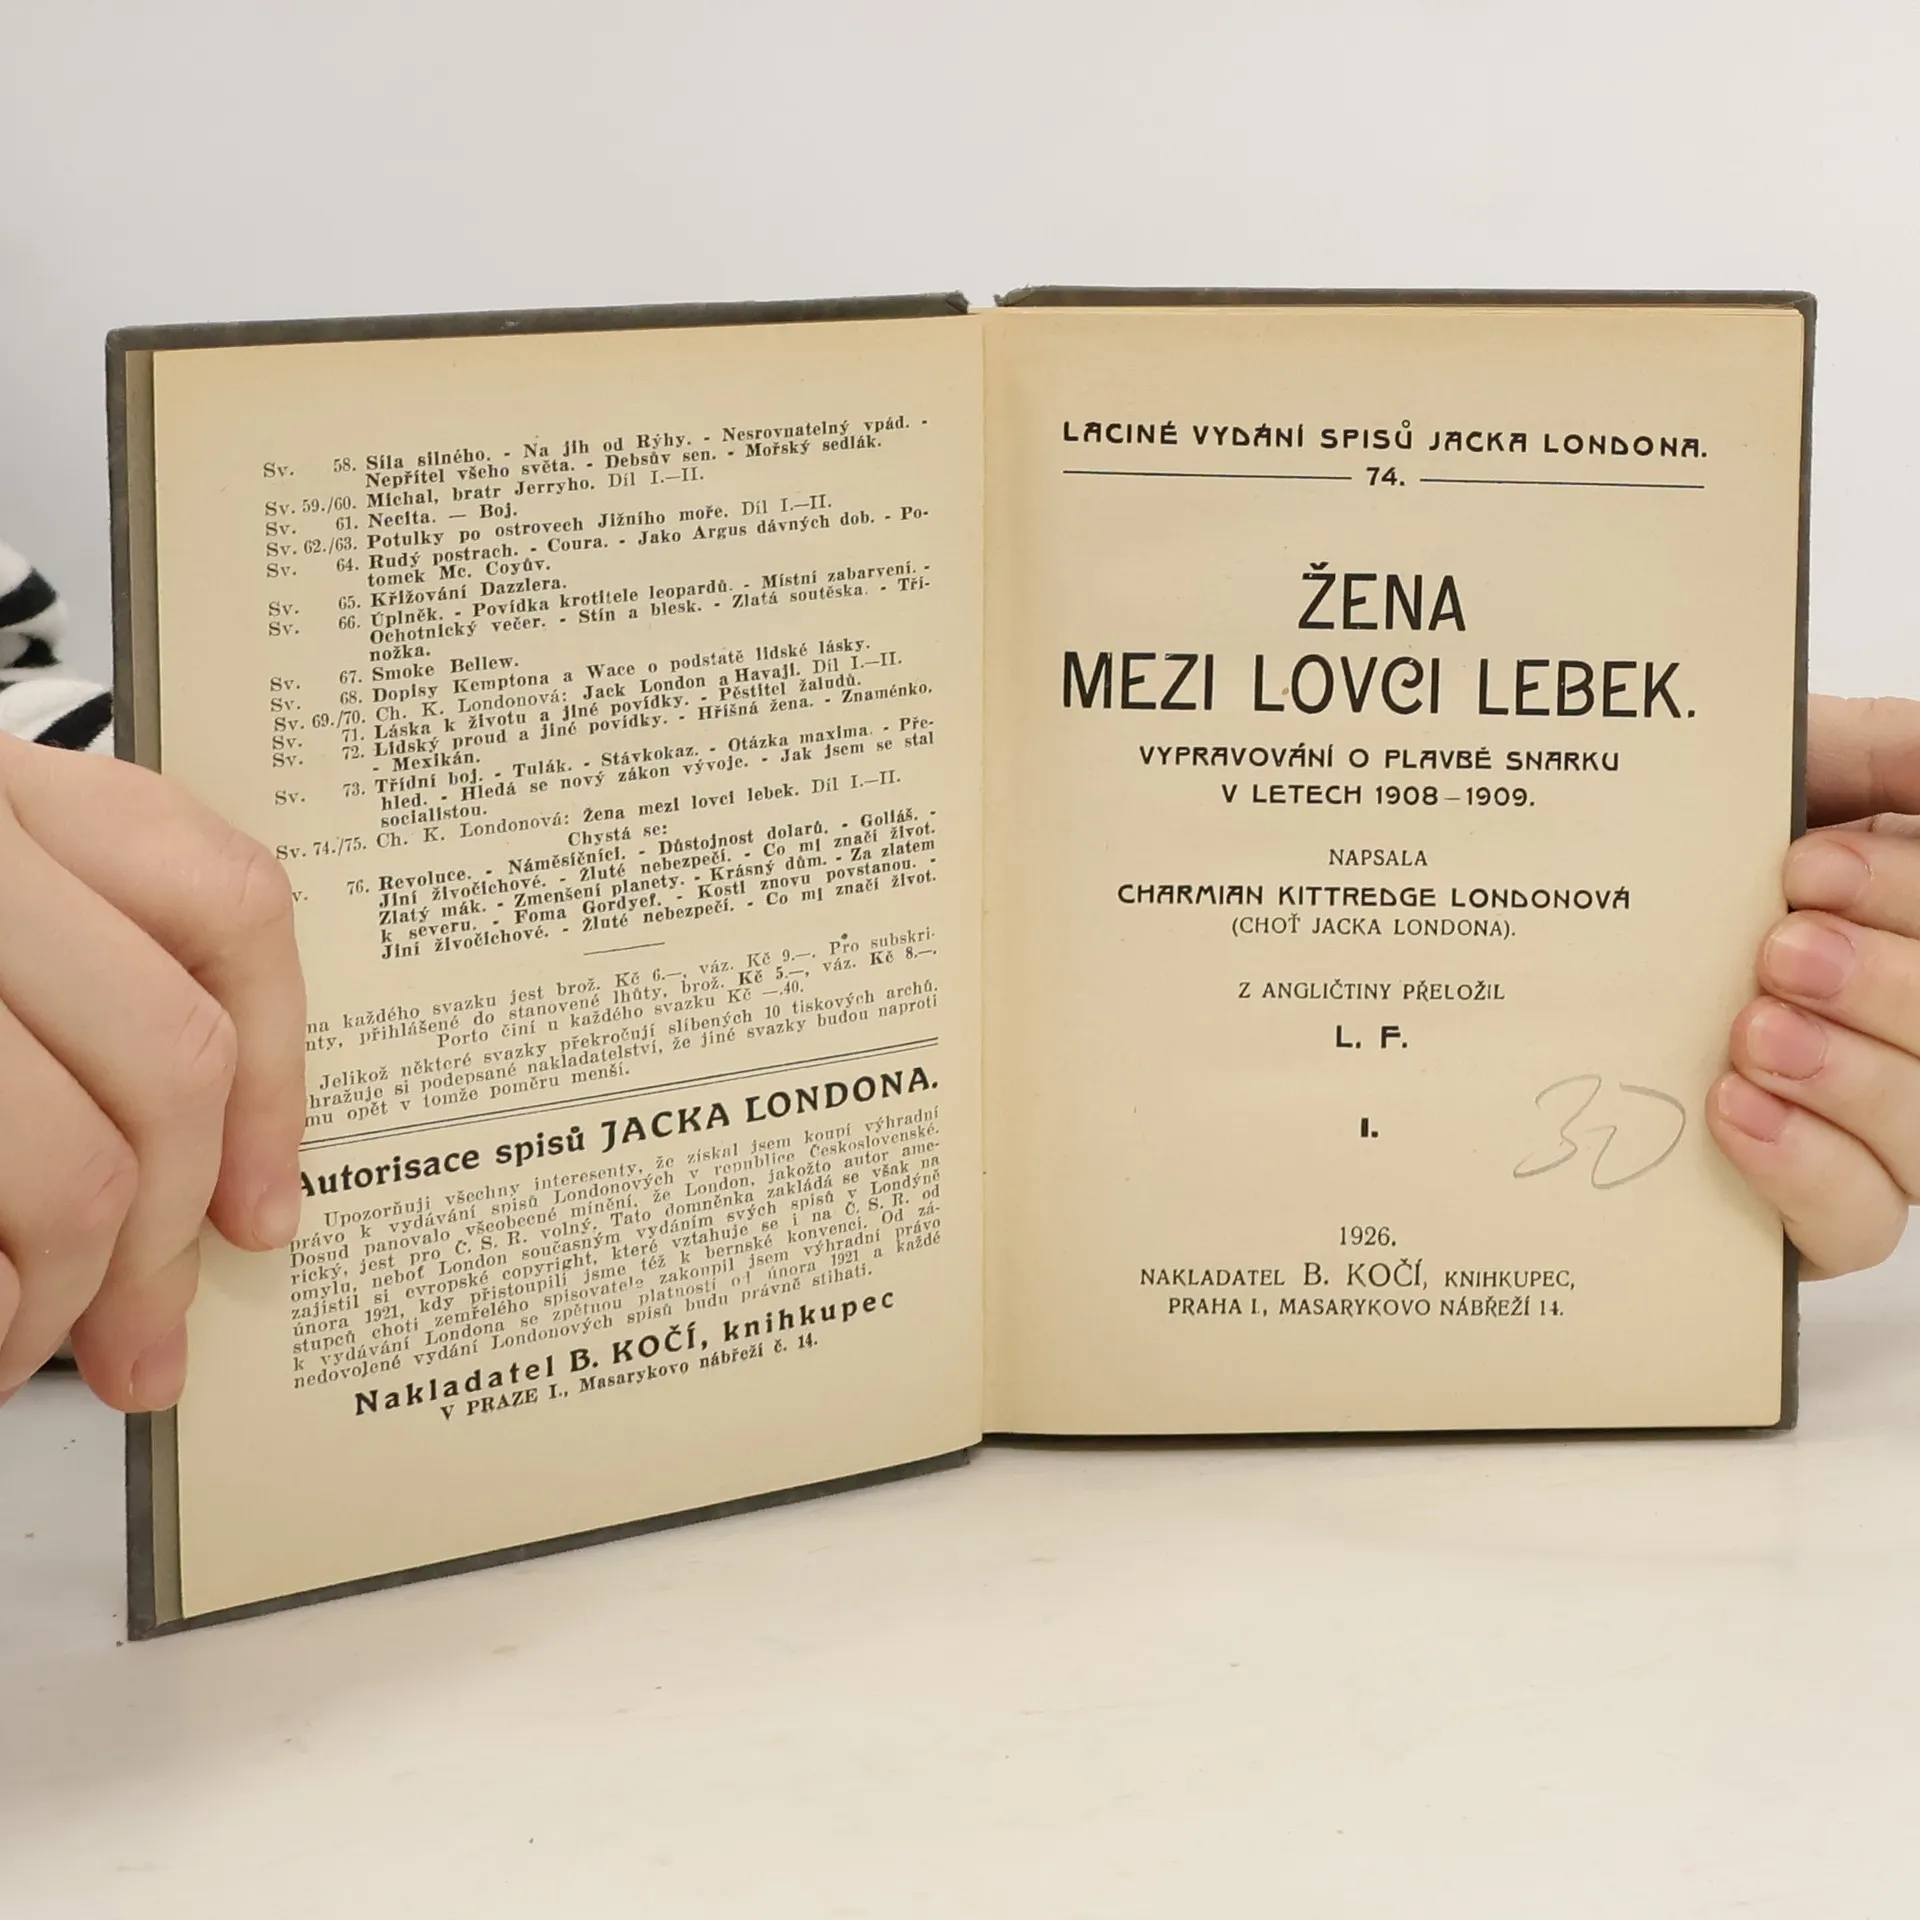 Sv. 58. Síla silného. - Na jih od Rýhy. - Nesrovnatelný vpád. -
Nepřítel všeho světa. - Debsův sen. - Mořský sedlák.
Sv. 59./60. Michal, bratr Jerryho. Díl I.—II.
Sv. 61. Necita. — Boj.
Sv. 62./63. Potulky po ostrovech Jižního moře. Díl I.—II.
Sv. 64. Rudý postrach. - Coura. - Jako Argus dávných dob. - Po-
tomek Mc. Coyův.
Sv. 65. Křižování Dazzlera.
Sv. 66. Úplněk. - Povídka krotitele leopardů. - Místní zabarvení. -
Ochotnický večer. - Stín a blesk. - Zlatá soutěska. - Tří-
nožka.
Sv. 67. Smoke Bellew.
Sv. 68. Dopisy Kemptona a Wace o podstatě lidské lásky.
Sv. 69./70. Ch. K. Londonová: Jack London a Havaji. Díl I.—II.
Sv. 71. Láska k životu a jiné povídky. - Pěstitel žaludů.
Sv. 72. Lidský proud a jiné povídky. - Hříšná žena. - Znaménko.
- Mexikán.
Sv. 73. Třídní boj. - Tulák. - Stávkokaz. - Otázka maxima. - Pře-
hled. - Hledá se nový zákon vývoje. - Jak jsem se stal
socialistou.
Sv. 74./75. Ch. K. Londonová: Žena mezi lovci lebek. Díl I.—II.
Chystá se:
v. 76. Revoluce. - Náměsíčníci. - Důstojnost dolarů. - Goliáš. -
Jiní živočichové. - Žluté nebezpečí. - Co mi značí život.
Zlatý mák. - Zmenšení planety. - Krásný dům. - Za zlatem
k severu. - Foma Gordyef. - Kosti znovu povstanou. -
Jiní živočichové. - Žluté nebezpečí. - Co mi značí život.
na každého svazku jest brož. Kč 6.—, váz. Kč 9.—. Pro subskri-
nty, přihlášené do stanovené lhůty, brož. Kč 5.—, váz. Kč 8.—.
Porto činí u každého svazku Kč —.40.
Jelikož některé svazky překročují slíbených 10 tiskových archů,
hražuje si podepsané nakladatelství, že jiné svazky budou naproti
mu opět v tomže poměru menší.
Autorisace spisů JACKA LONDONA.
Upozorňuji všechny interesenty, že získal jsem koupí výhradní
právo k vydávání spisů Londonových v republice Československé.
Dosud panovalo všeobecné mínění, že London, jakožto autor ame-
rický, jest pro Č. S. R. volný. Tato domněnka zakládá se však na
omylu, neboť London současným vydáním svých spisů v Londýně
zajistil si evropské copyright, které vztahuje se i na Č. S. R. od
února 1921, kdy přistoupili jsme též k bernské konvenci. Od zá-
stupců choti zemřelého spisovatele zakoupil jsem výhradní právo
k vydávání Londona se zpětnou platností od února 1921 a každé
nedovolené vydání Londonových spisů budu právně stihati.
Nakladatel B. KOČÍ, knihkupec
V PRAZE I., Masarykovo nábřeží č. 14.
LACINÉ VYDÁNÍ SPISŮ JACKA LONDONA.
74.
ŽENA
MEZI LOVCI LEBEK.
VYPRAVOVÁNÍ O PLAVBĚ SNARKU
V LETECH 1908–1909.
NAPSALA
CHARMIAN KITTREDGE LONDONOVÁ
(CHOŤ JACKA LONDONA).
Z ANGLIČTINY PŘELOŽIL
L. F.
I.
30
1926.
NAKLADATEL B. KOČÍ, KNIHKUPEC,
PRAHA I., MASARYKOVO NÁBŘEŽÍ 14.